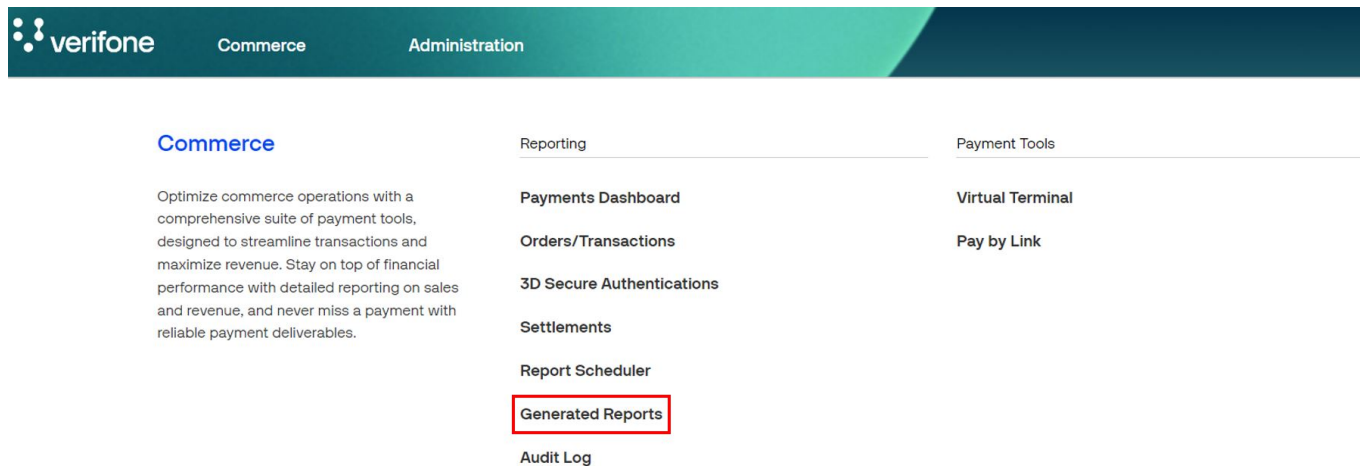 verifone
Commerce
Administration
Commerce
Optimize commerce operations with a
comprehensive suite of payment tools,
designed to streamline transactions and
maximize revenue. Stay on top of financial
performance with detailed reporting on sales
and revenue, and never miss a payment with
reliable payment deliverables.
Reporting
Payments Dashboard
Orders/Transactions
3D Secure Authentications
Settlements
Report Scheduler
Generated Reports
Audit Log
Payment Tools
Virtual Terminal
Pay by Link